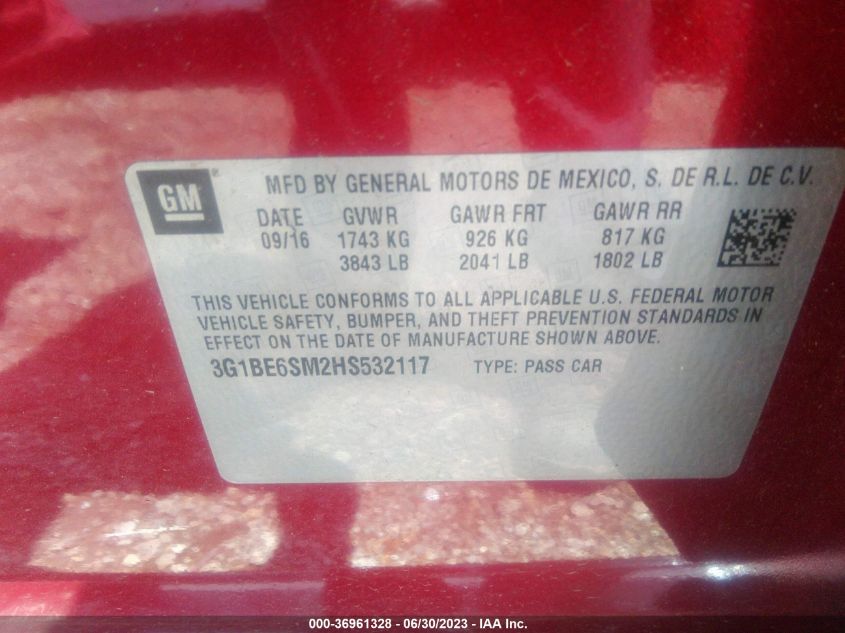 GM
MFD BY GENERAL MOTORS DE MEXICO, S. DE R.L. DE C.V.
DATE GVWR GAWR FRT GAWR RR
09/16 1743 KG 926 KG 817 KG
3843 LB 2041 LB 1802 LB
THIS VEHICLE CONFORMS TO ALL APPLICABLE U.S. FEDERAL MOTOR
VEHICLE SAFETY, BUMPER, AND THEFT PREVENTION STANDARDS IN
EFFECT ON THE DATE OF MANUFACTURE SHOWN ABOVE.
3G1BE6SM2HS532117 TYPE: PASS CAR
000-36961328 - 06/30/2023 - IAA Inc.